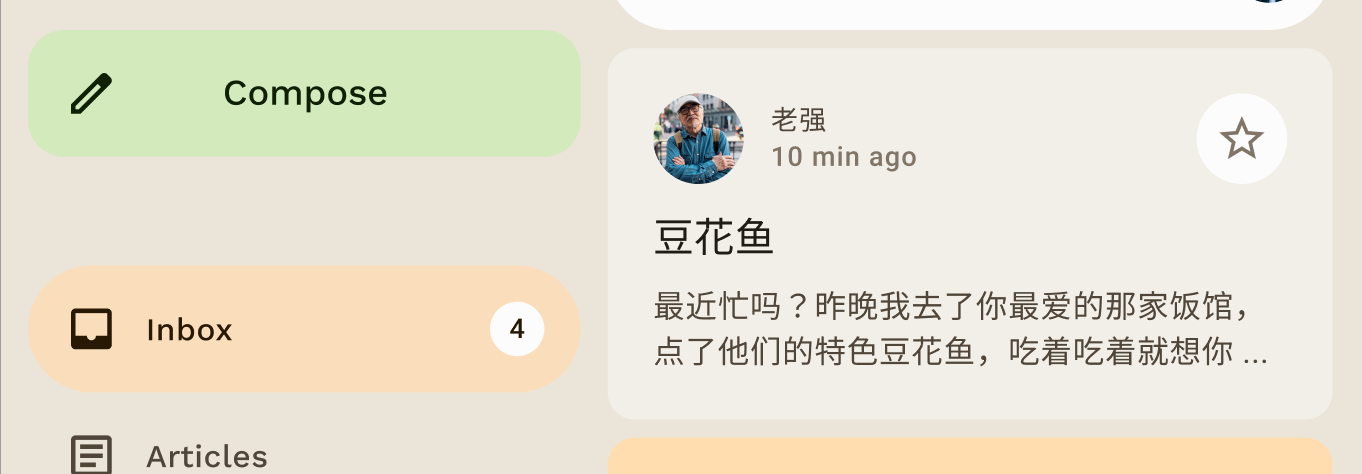 Compose
Inbox
4
Articles
老强
10 min ago
豆花鱼
最近忙吗？昨晚我去了你最爱的那家饭馆，
点了他们的特色豆花鱼，吃着吃着就想你 ...